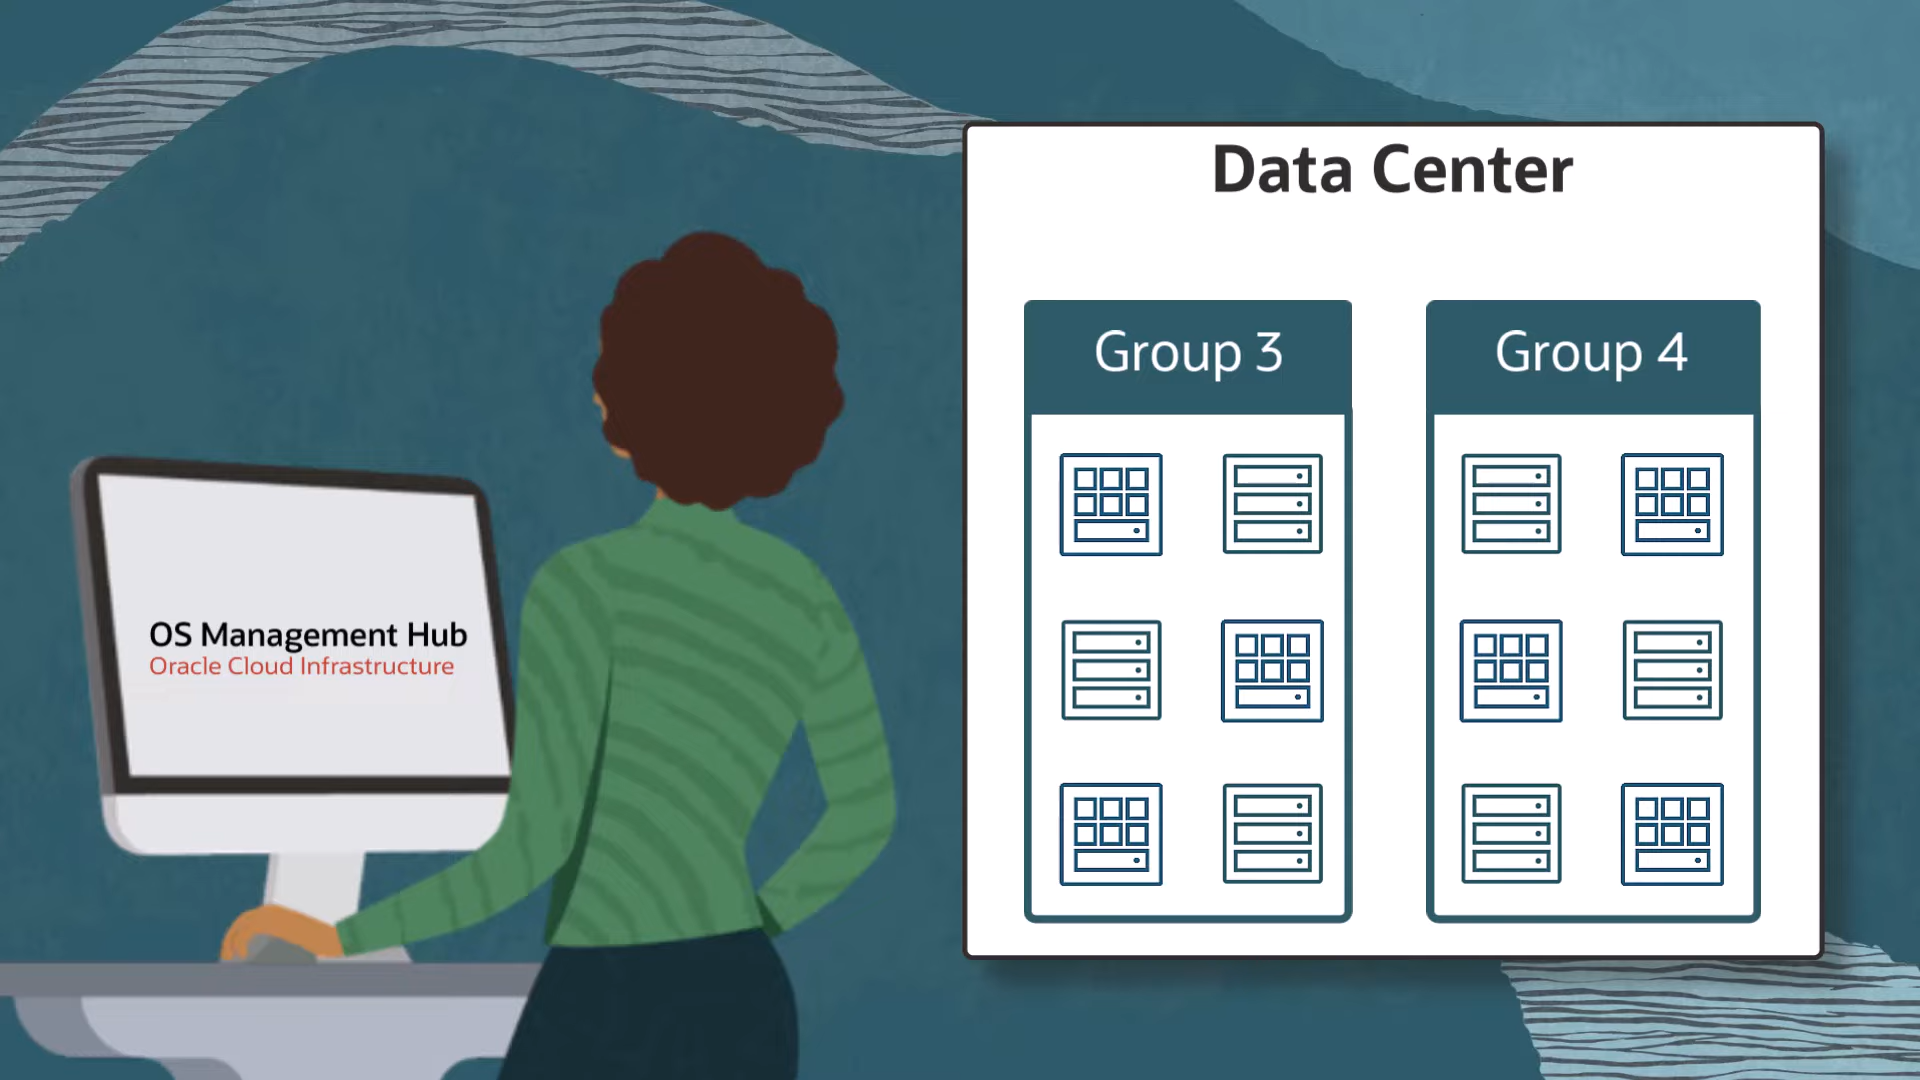 Data Center
Group 3
Group 4
OS Management Hub
Oracle Cloud Infrastructure